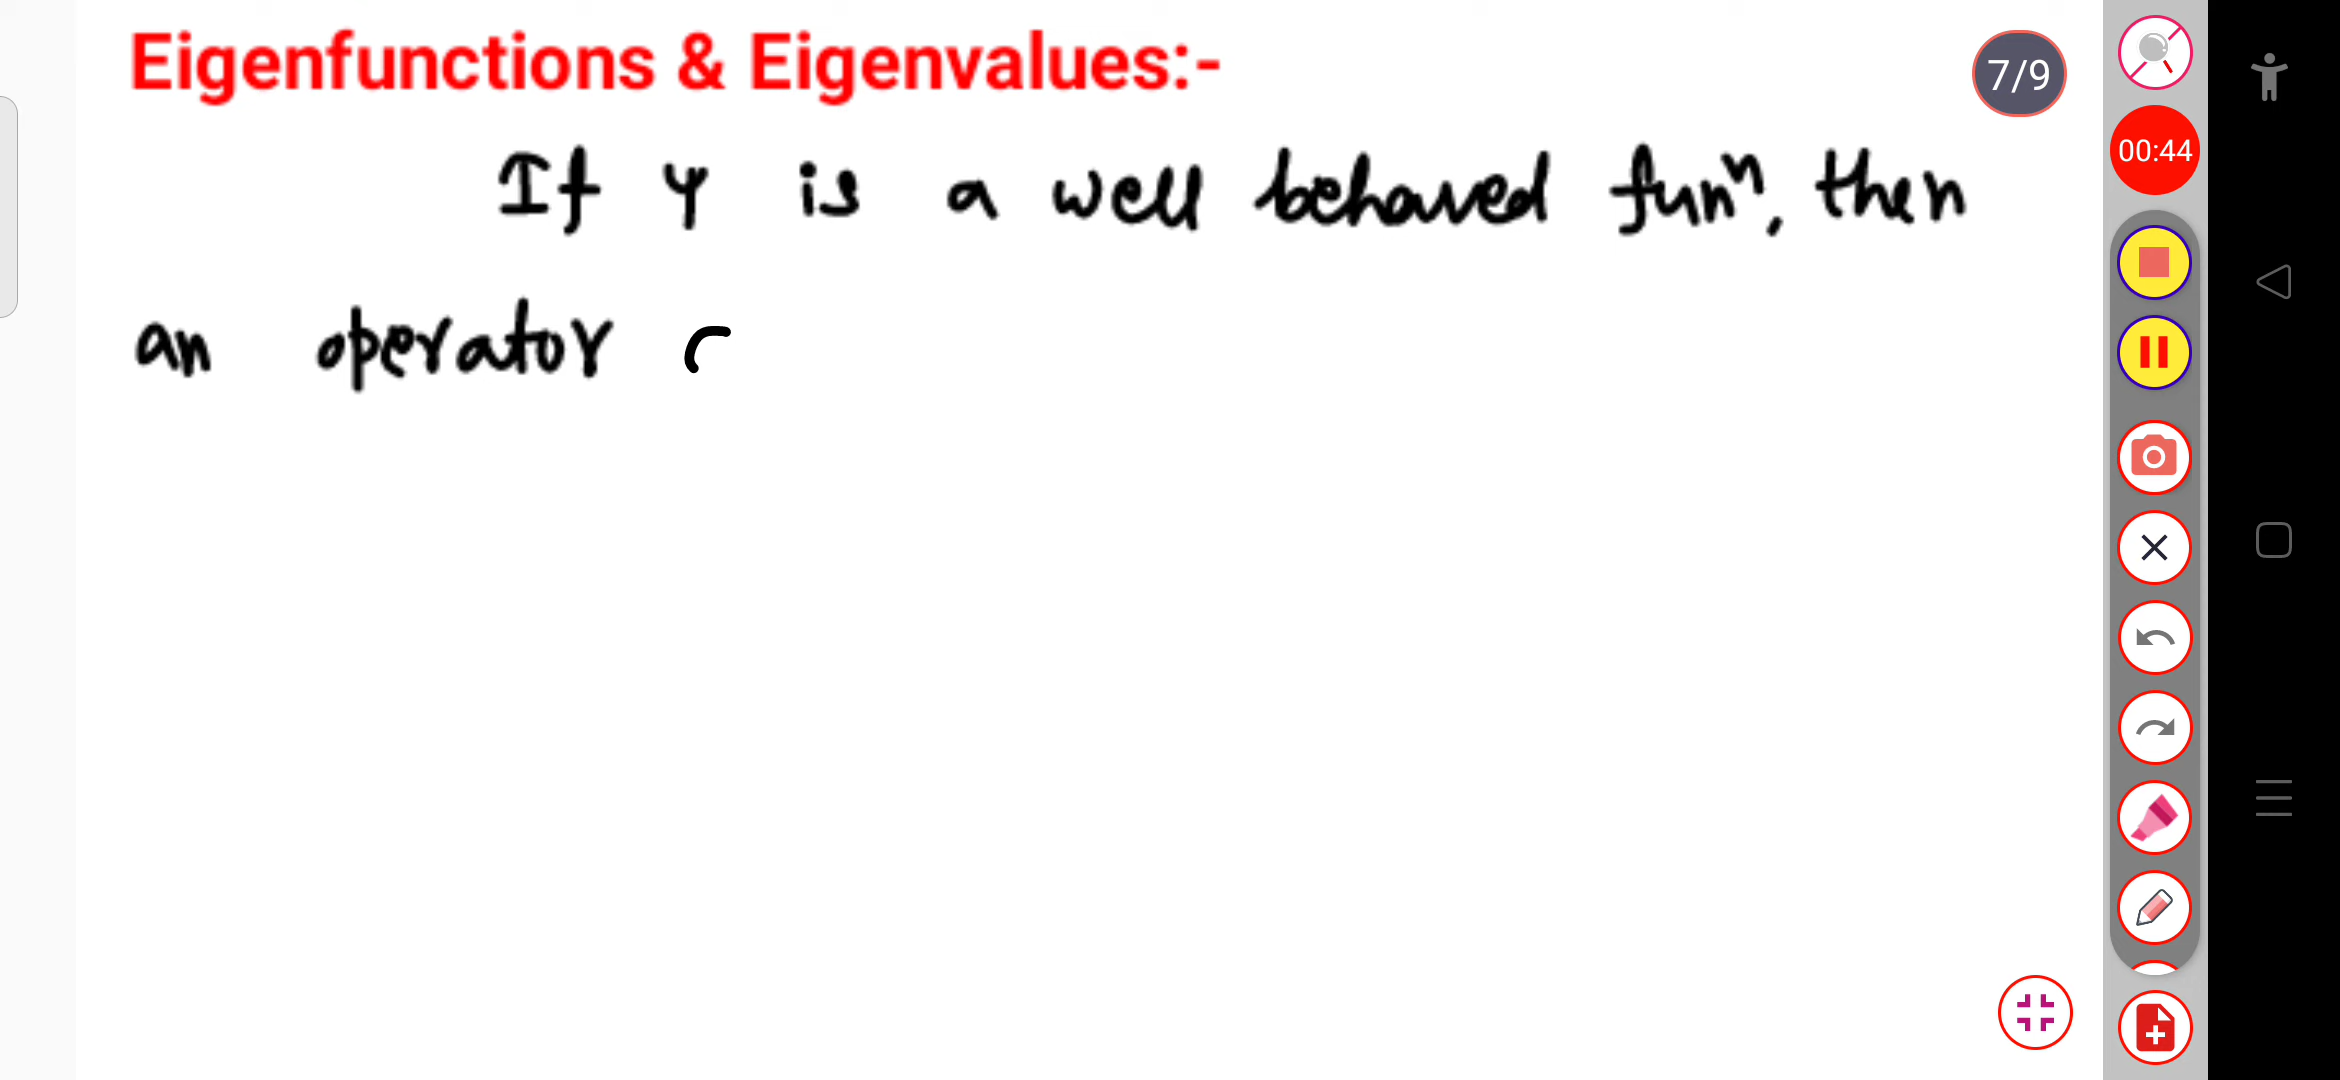 Eigenfunctions & Eigenvalues:-
7/9
00:44
If ψ is a well behaved funⁿ, then
an operator